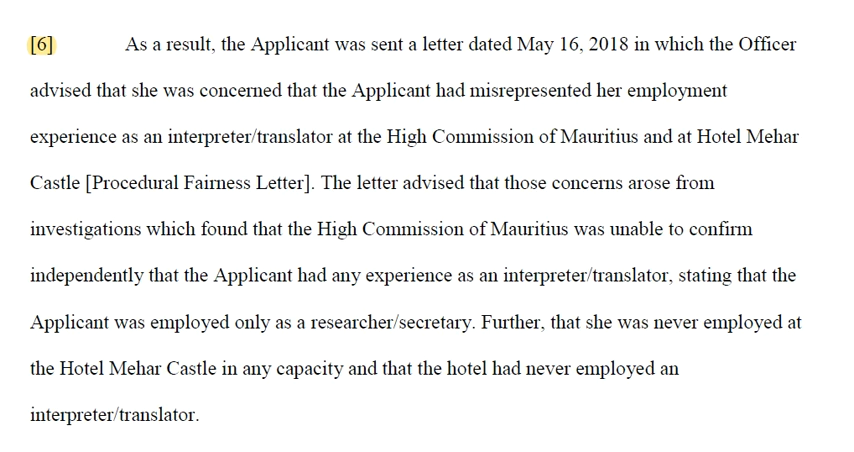 [6] As a result, the Applicant was sent a letter dated May 16, 2018 in which the Officer
advised that she was concerned that the Applicant had misrepresented her employment
experience as an interpreter/translator at the High Commission of Mauritius and at Hotel Mehar
Castle [Procedural Fairness Letter]. The letter advised that those concerns arose from
investigations which found that the High Commission of Mauritius was unable to confirm
independently that the Applicant had any experience as an interpreter/translator, stating that the
Applicant was employed only as a researcher/secretary. Further, that she was never employed at
the Hotel Mehar Castle in any capacity and that the hotel had never employed an
interpreter/translator.